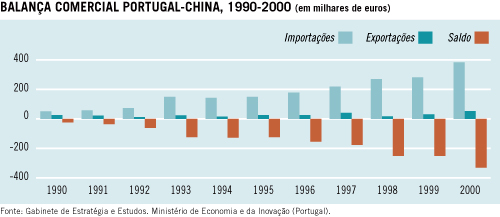 BALANÇA COMERCIAL PORTUGAL-CHINA, 1990-2000 (em milhares de euros)
Importações Exportações Saldo
400
200
0
-200
-400
1990 1991 1992 1993 1994 1995 1996 1997 1998 1999 2000
Fonte: Gabinete de Estratégia e Estudos. Ministério de Economia e da Inovação (Portugal).